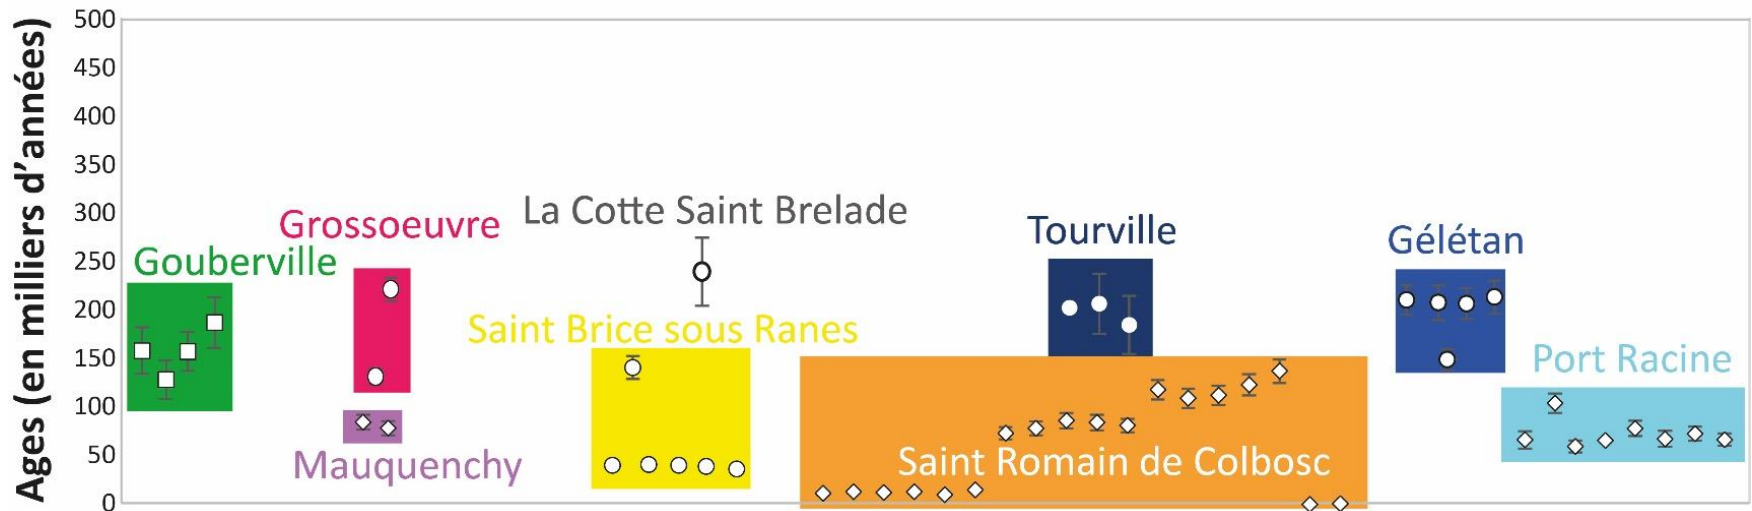 Ages (en milliers d'années)
500
450
400
350
300
250
200
150
100
50
0
Gouberville
Grossoeuvre
Mauquenchy
La Cotte Saint Brelade
Saint Brice sous Ranes
Tourville
Saint Romain de Colbosc
Gélétan
Port Racine